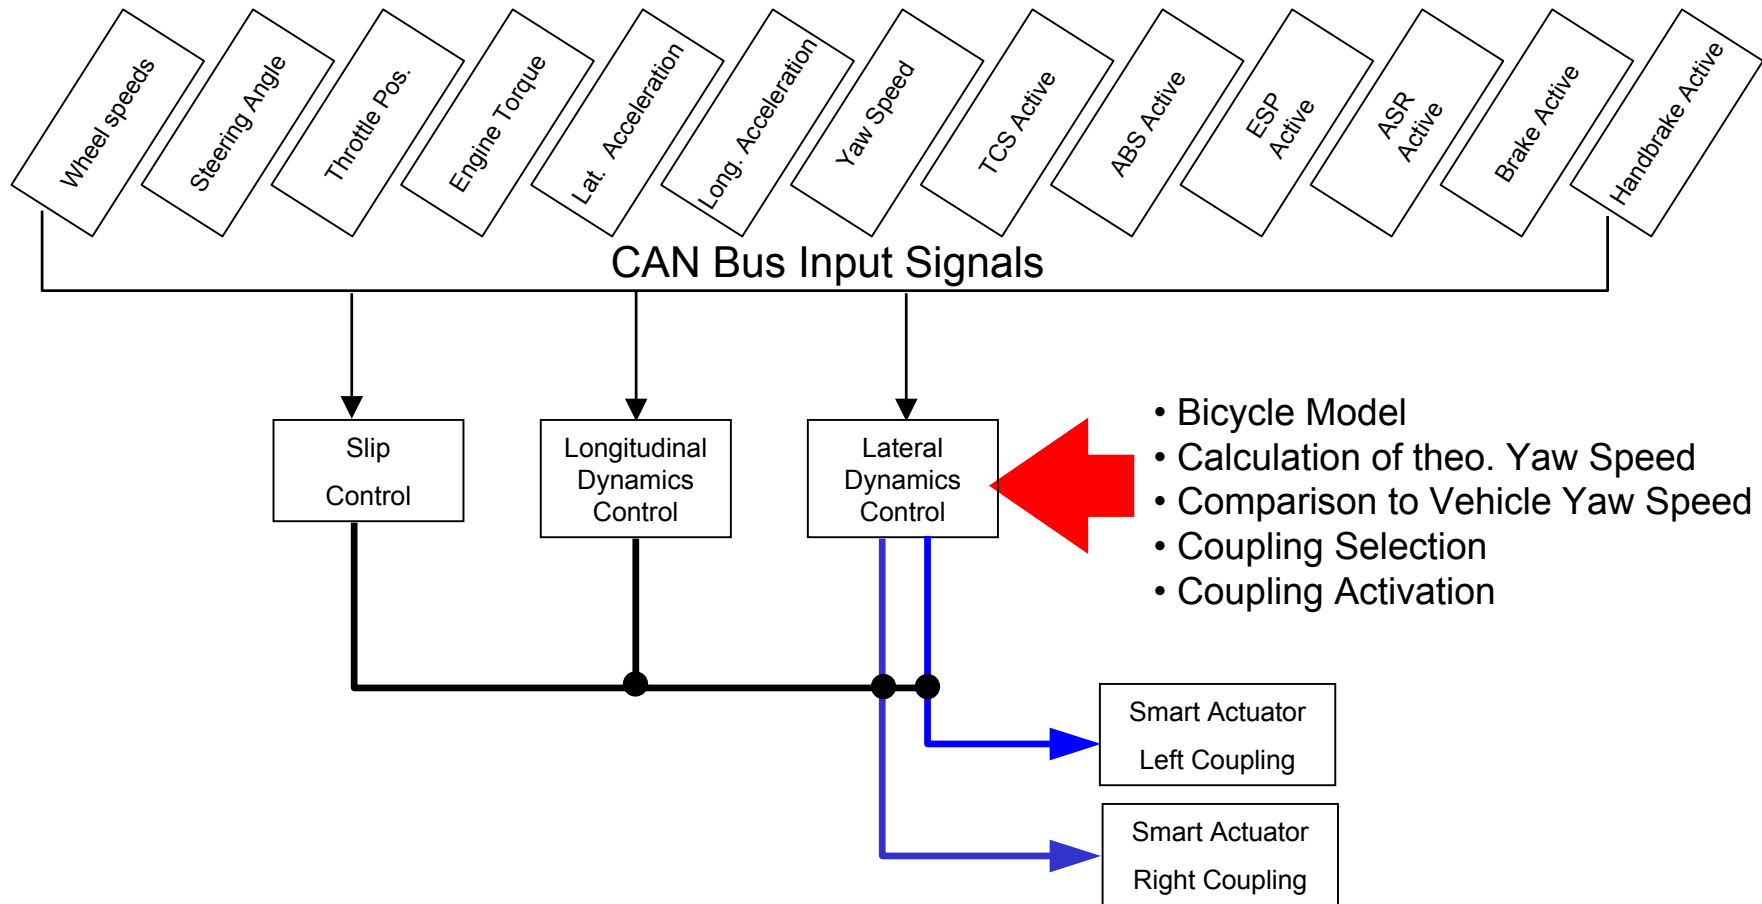 Wheel speeds
Steering Angle
Throttle Pos.
Engine Torque
Lat. Acceleration
Long. Acceleration
Yaw Speed
TCS Active
ABS Active
ESP
Active
ASR
Active
Brake Active
Handbrake Active
CAN Bus Input Signals
Slip
Control
Longitudinal
Dynamics
Control
Lateral
Dynamics
Control
• Bicycle Model
• Calculation of theo. Yaw Speed
• Comparison to Vehicle Yaw Speed
• Coupling Selection
• Coupling Activation
Smart Actuator
Left Coupling
Smart Actuator
Right Coupling